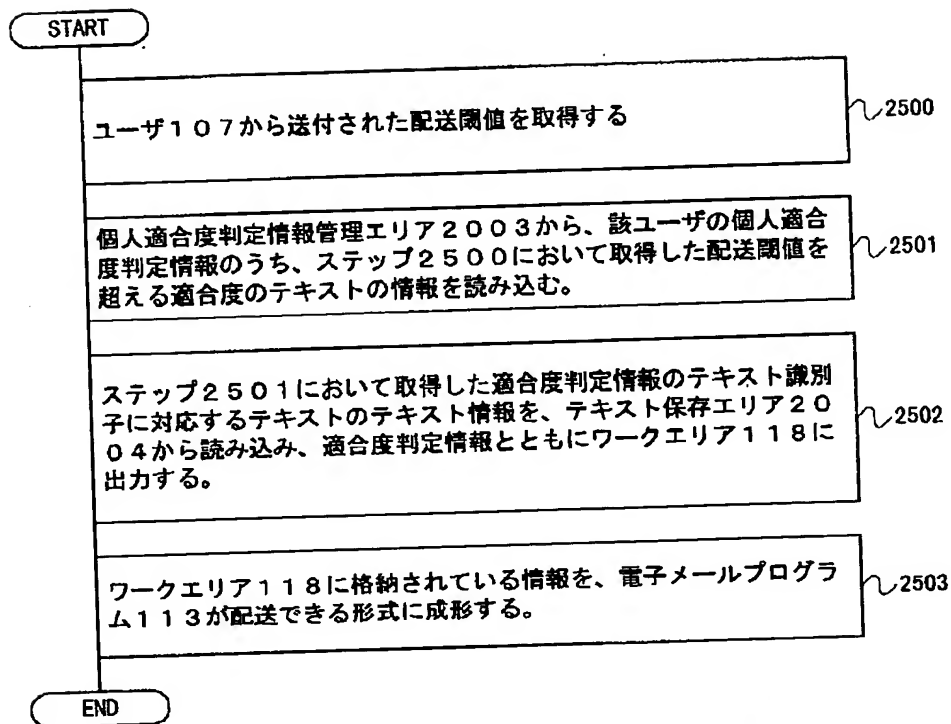 START
ユーザ107から送付された配送閾値を取得する
2500
個人適合度判定情報管理エリア2003から、該ユーザの個人適合
度判定情報のうち、ステップ2500において取得した配送閾値を
超える適合度のテキストの情報を読み込む。
2501
ステップ2501において取得した適合度判定情報のテキスト識別
子に対応するテキストのテキスト情報を、テキスト保存エリア20
04から読み込み、適合度判定情報とともにワークエリア118に
出力する。
2502
ワークエリア118に格納されている情報を、電子メールプログラ
ム113が配送できる形式に成形する。
2503
END